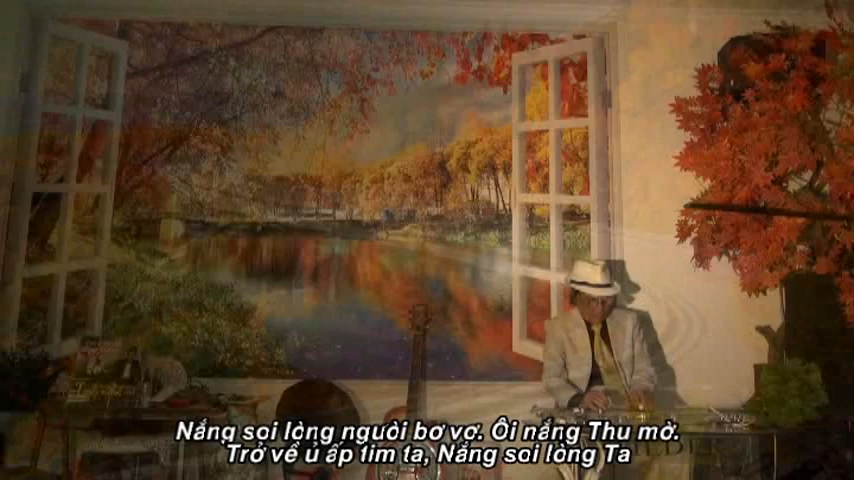 Nắng soi lòng người bơ vơ. Ôi nắng Thu mờ.
Trở về ủ ấp tim ta, Nắng soi lòng Ta